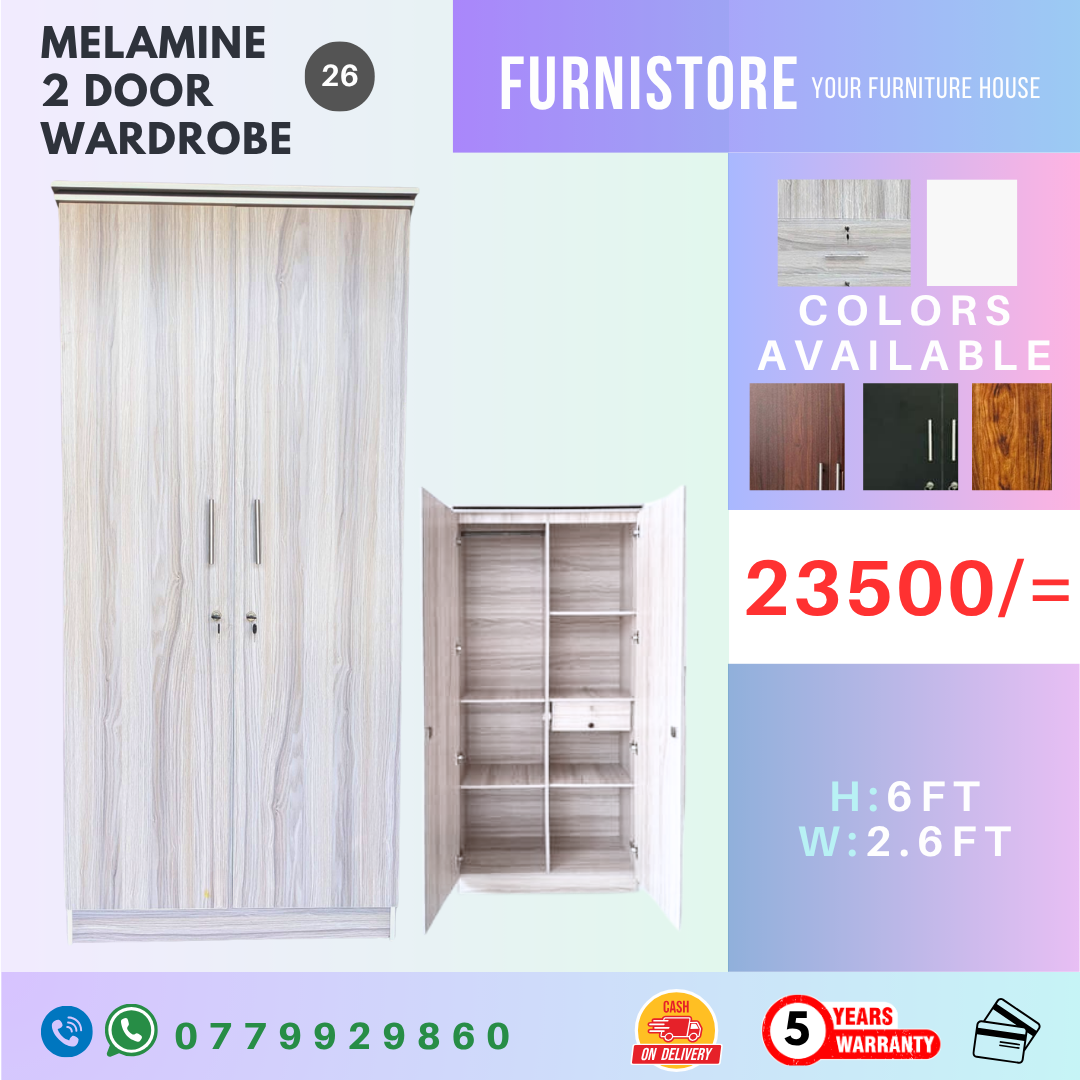 MELAMINE
2 DOOR
WARDROBE
26
FURNISTORE YOUR FURNITURE HOUSE
COLORS
AVAILABLE
23500/=
H:6FT
W:2.6FT
0779929860
CASH
ON DELIVERY
5 YEARS
WARRANTY